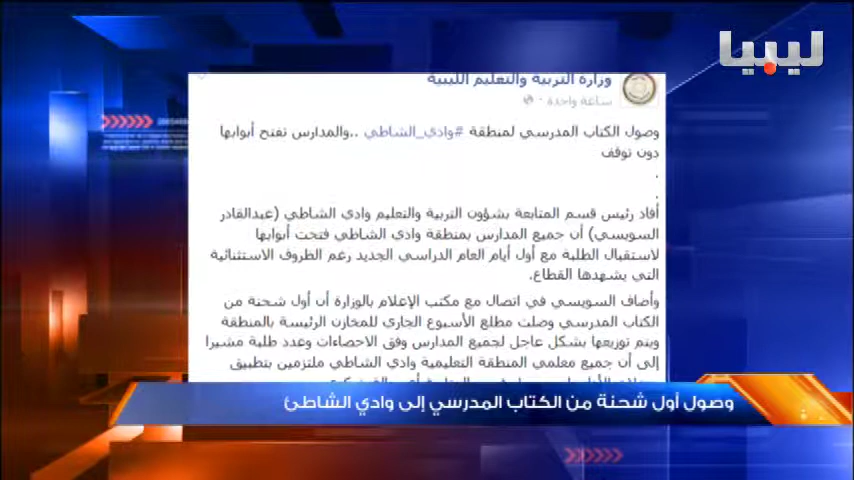 ليبيا
وزارة التربية والتعليم الليبية
ساعة واحدة ·
وصول الكتاب المدرسي لمنطقة #وادي_الشاطي ..والمدارس تفتح أبوابها
دون توقف
.
.
أفاد رئيس قسم المتابعة بشؤون التربية والتعليم وادي الشاطي (عبدالقادر
السويسي) أن جميع المدارس بمنطقة وادي الشاطي فتحت أبوابها
لاستقبال الطلبة مع أول أيام العام الدراسي الجديد رغم الظروف الاستثنائية
التي يشهدها القطاع.
وأضاف السويسي في اتصال مع مكتب الإعلام بالوزارة أن أول شحنة من
الكتاب المدرسي وصلت مطلع الأسبوع الجاري للمخازن الرئيسة بالمنطقة
ويتم توزيعها بشكل عاجل لجميع المدارس وفق الاحصاءات وعدد طلبة مشيرا
إلى أن جميع معلمي المنطقة التعليمية وادي الشاطي ملتزمين بتطبيق
وصول أول شحنة من الكتاب المدرسي إلى وادي الشاطئ